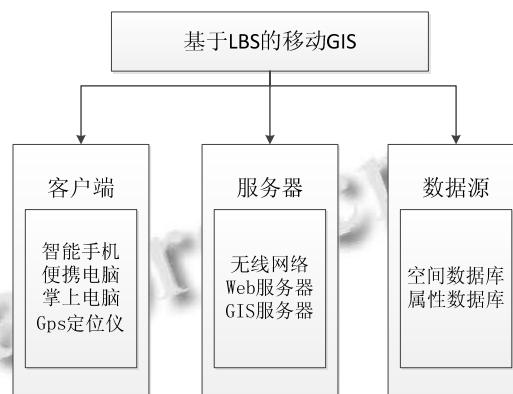 基于LBS的移动GIS
客户端
智能手机
便携电脑
掌上电脑
Gps定位仪
服务器
无线网络
Web服务器
GIS服务器
数据源
空间数据库
属性数据库